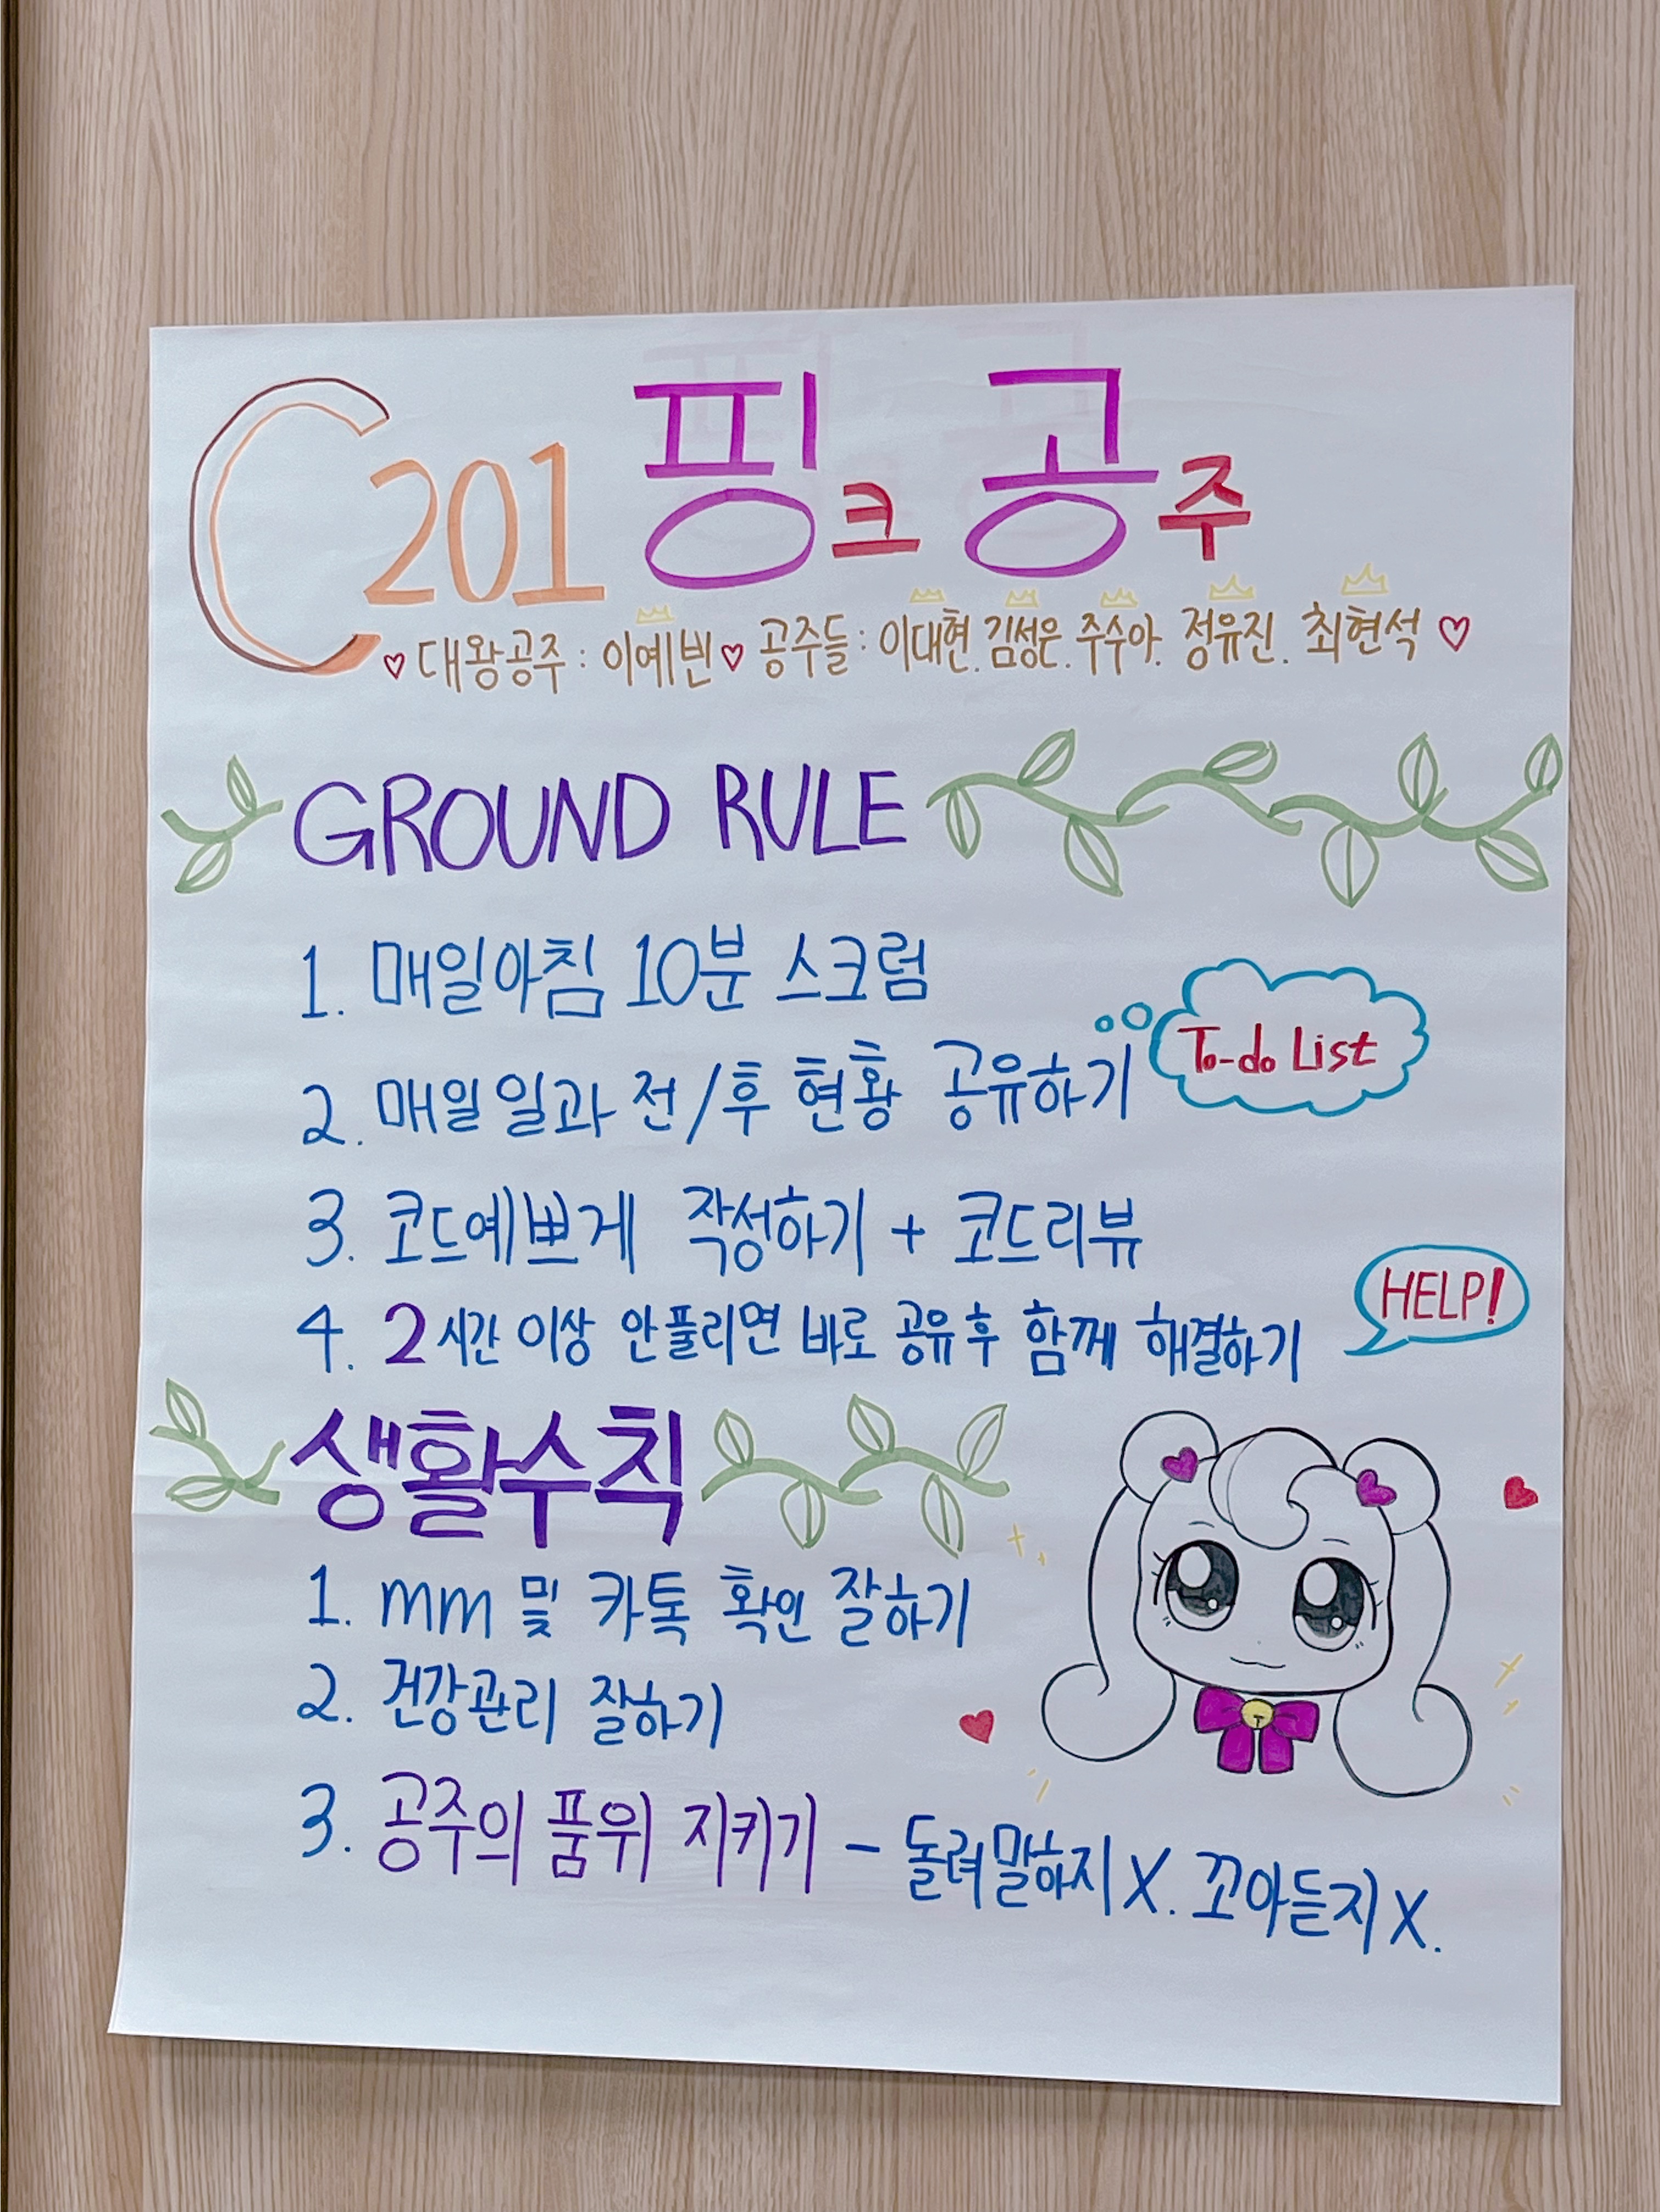 C201 핑크공주
♡ 대왕공주 : 이예빈 ♡ 공주들 : 이대현. 김성은. 주수아. 정유진. 최현석 ♡
GROUND RULE
1. 매일아침 10분 스크럼
2. 매일 일과 전/후 현황 공유하기
To-do List
3. 코드예쁘게 작성하기 + 코드리뷰
4. 2시간 이상 안풀리면 바로 공유 후 함께 해결하기
HELP!
생활수칙
1. mm 및 카톡 확인 잘하기
2. 건강관리 잘하기
3. 공주의 품위 지키기 - 돌려말하지 X. 꼬아듣지 X.